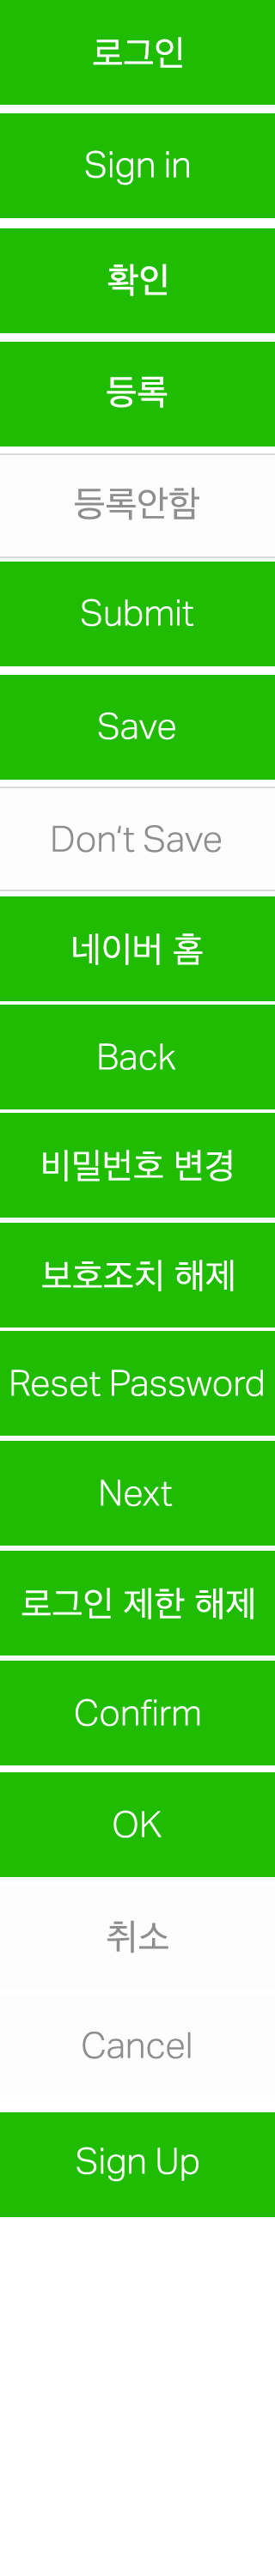 로그인
Sign in
확인
등록
등록안함
Submit
Save
Don‘t Save
네이버 홈
Back
비밀번호 변경
보호조치 해제
Reset Password
Next
로그인 제한 해제
Confirm
OK
취소
Cancel
Sign Up